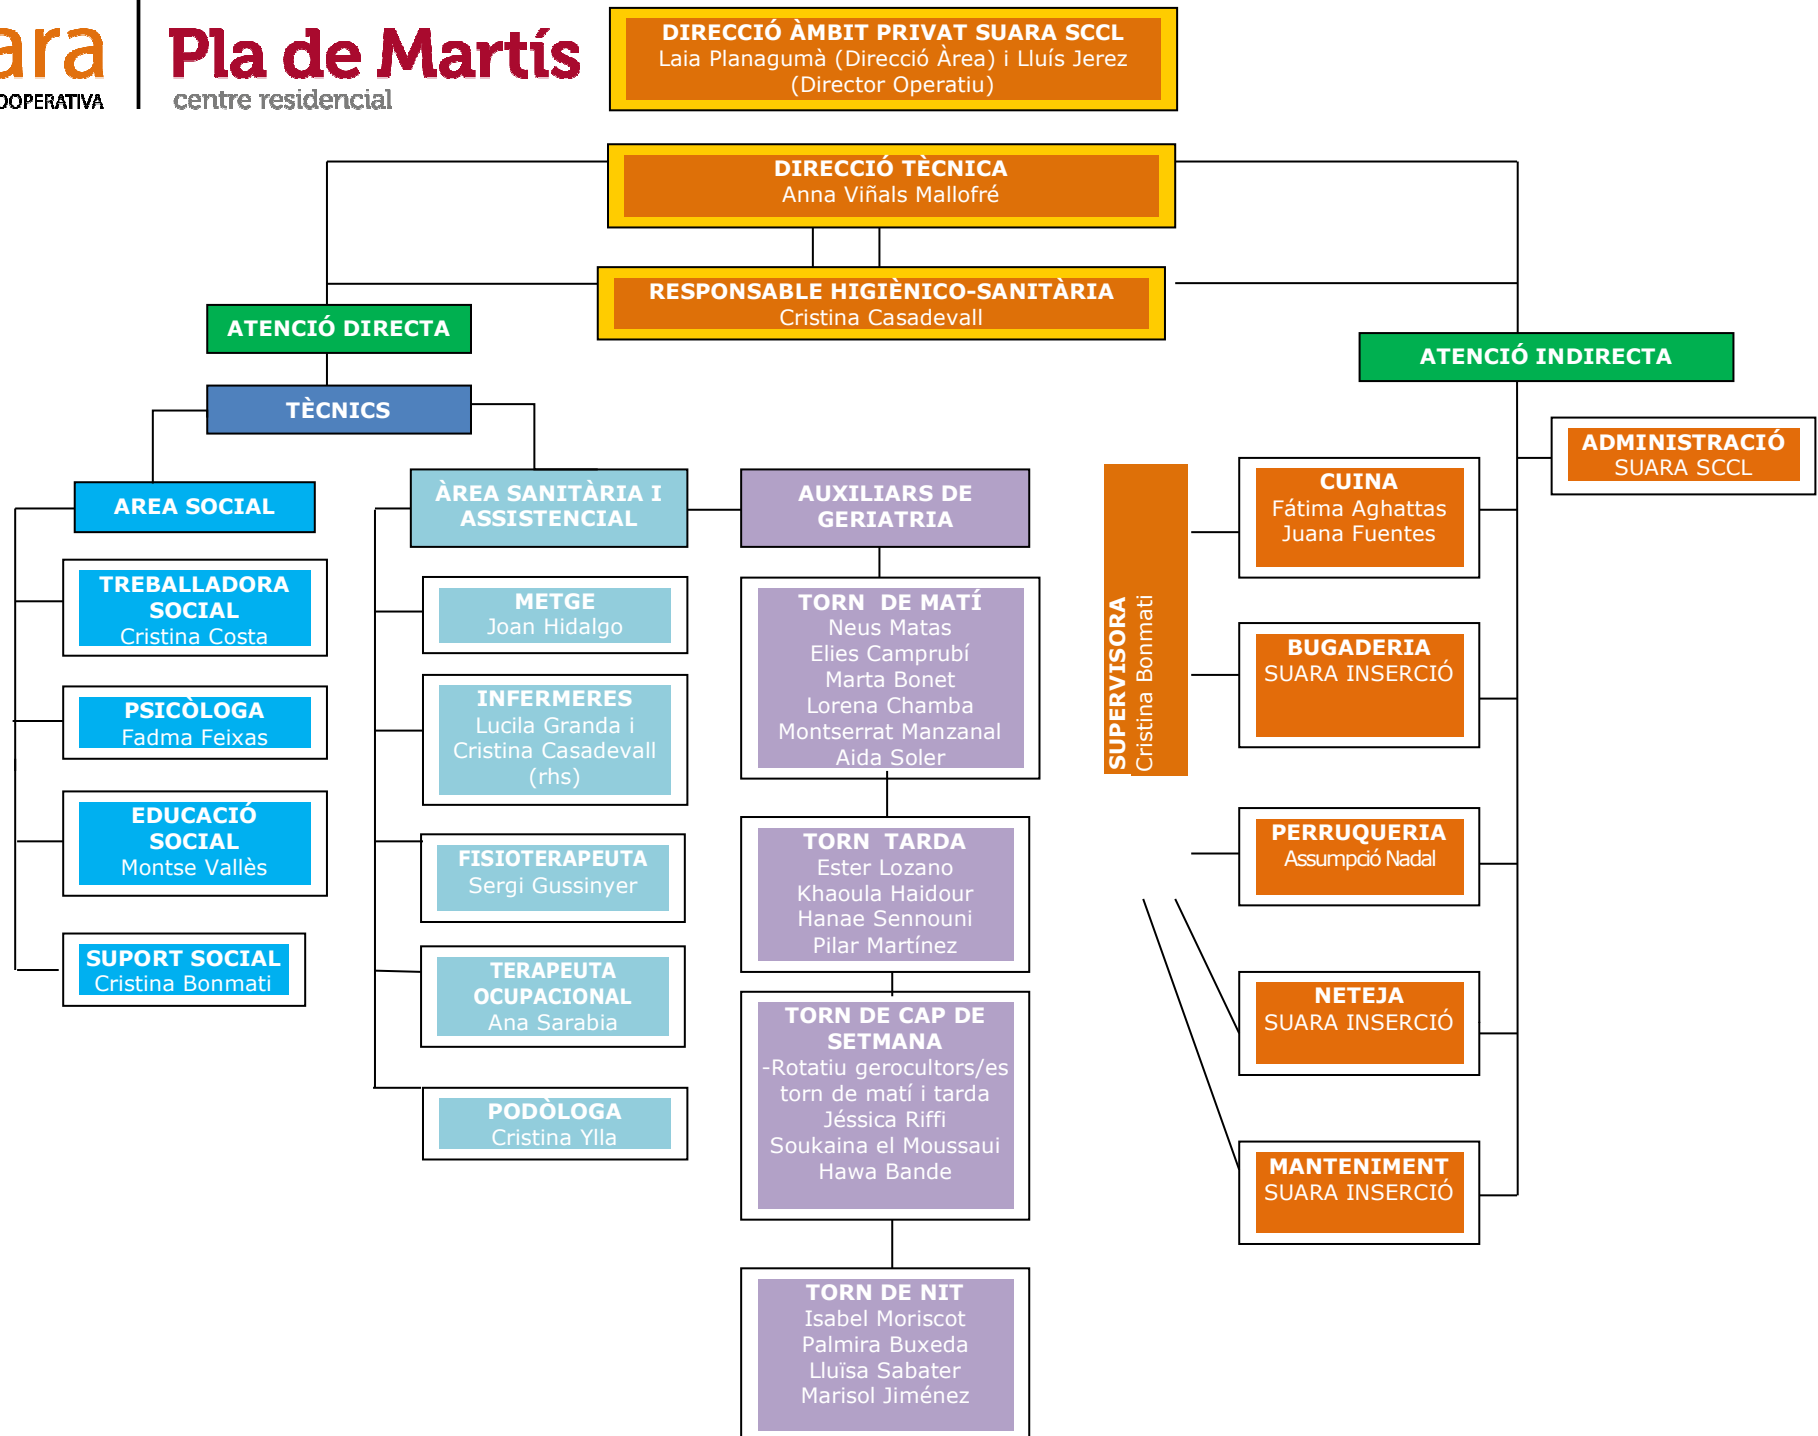 ara
OOPERATIVA
Pla de Martís
centre residencial
DIRECCIÓ ÀMBIT PRIVAT SUARA SCCL
Laia Planagumà (Direcció Àrea) i Lluís Jerez
(Director Operatiu)
DIRECCIÓ TÈCNICA
Anna Viñals Mallofré
RESPONSABLE HIGIÈNICO-SANITÀRIA
Cristina Casadevall
ATENCIÓ DIRECTA
ATENCIÓ INDIRECTA
TÈCNICS
AREA SOCIAL
TREBALLADORA
SOCIAL
Cristina Costa
PSICÒLOGA
Fadma Feixas
EDUCACIÓ
SOCIAL
Montse Vallès
SUPORT SOCIAL
Cristina Bonmati
ÀREA SANITÀRIA I
ASSISTENCIAL
METGE
Joan Hidalgo
INFERMERES
Lucila Granda i
Cristina Casadevall
(rhs)
FISIOTERAPEUTA
Sergi Gussinyer
TERAPEUTA
OCUPACIONAL
Ana Sarabia
PODÒLOGA
Cristina Ylla
AUXILIARS DE
GERIATRIA
TORN  DE MATÍ
Neus Matas
Elies Camprubí
Marta Bonet
Lorena Chamba
Montserrat Manzanal
Aida Soler
TORN  TARDA
Ester Lozano
Khaoula Haidour
Hanae Sennouni
Pilar Martínez
TORN DE CAP DE
SETMANA
-Rotatiu gerocultors/es
torn de matí i tarda
Jéssica Riffi
Soukaina el Moussaui
Hawa Bande
TORN DE NIT
Isabel Moriscot
Palmira Buxeda
Lluïsa Sabater
Marisol Jiménez
SUPERVISORA
Cristina Bonmati
CUINA
Fátima Aghattas
Juana Fuentes
BUGADERIA
SUARA INSERCIÓ
PERRUQUERIA
Assumpció Nadal
NETEJA
SUARA INSERCIÓ
MANTENIMENT
SUARA INSERCIÓ
ADMINISTRACIÓ
SUARA SCCL